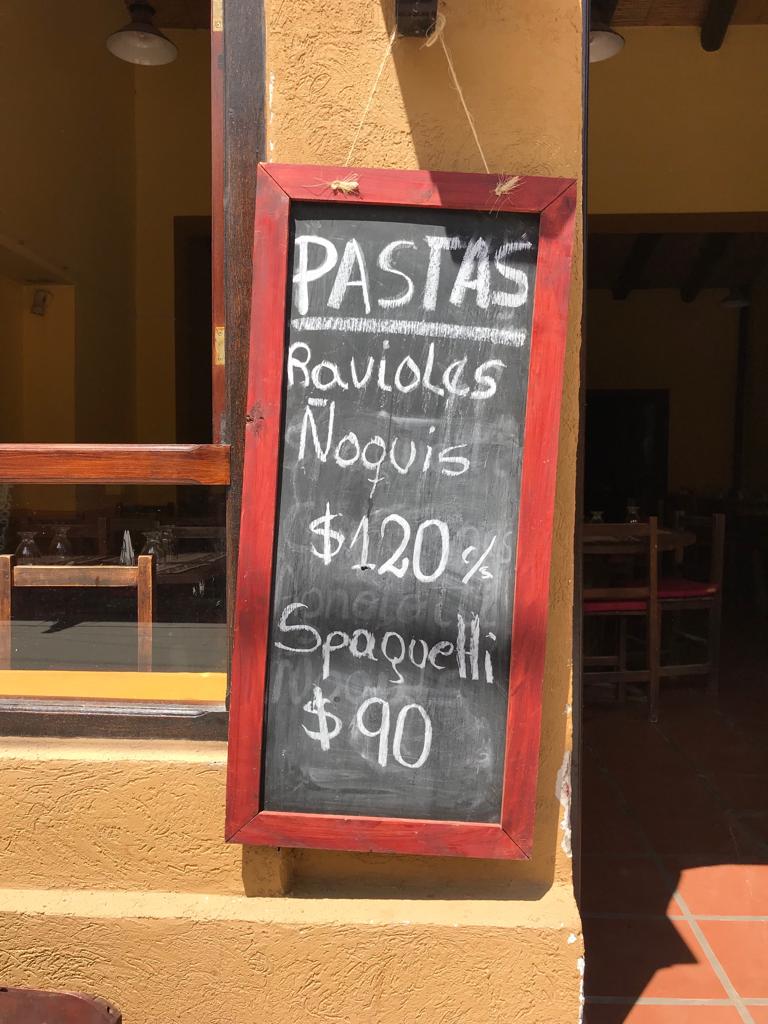 PASTAS
Ravioles
Ñoquis
$120 c/s
Spaguetti
$90